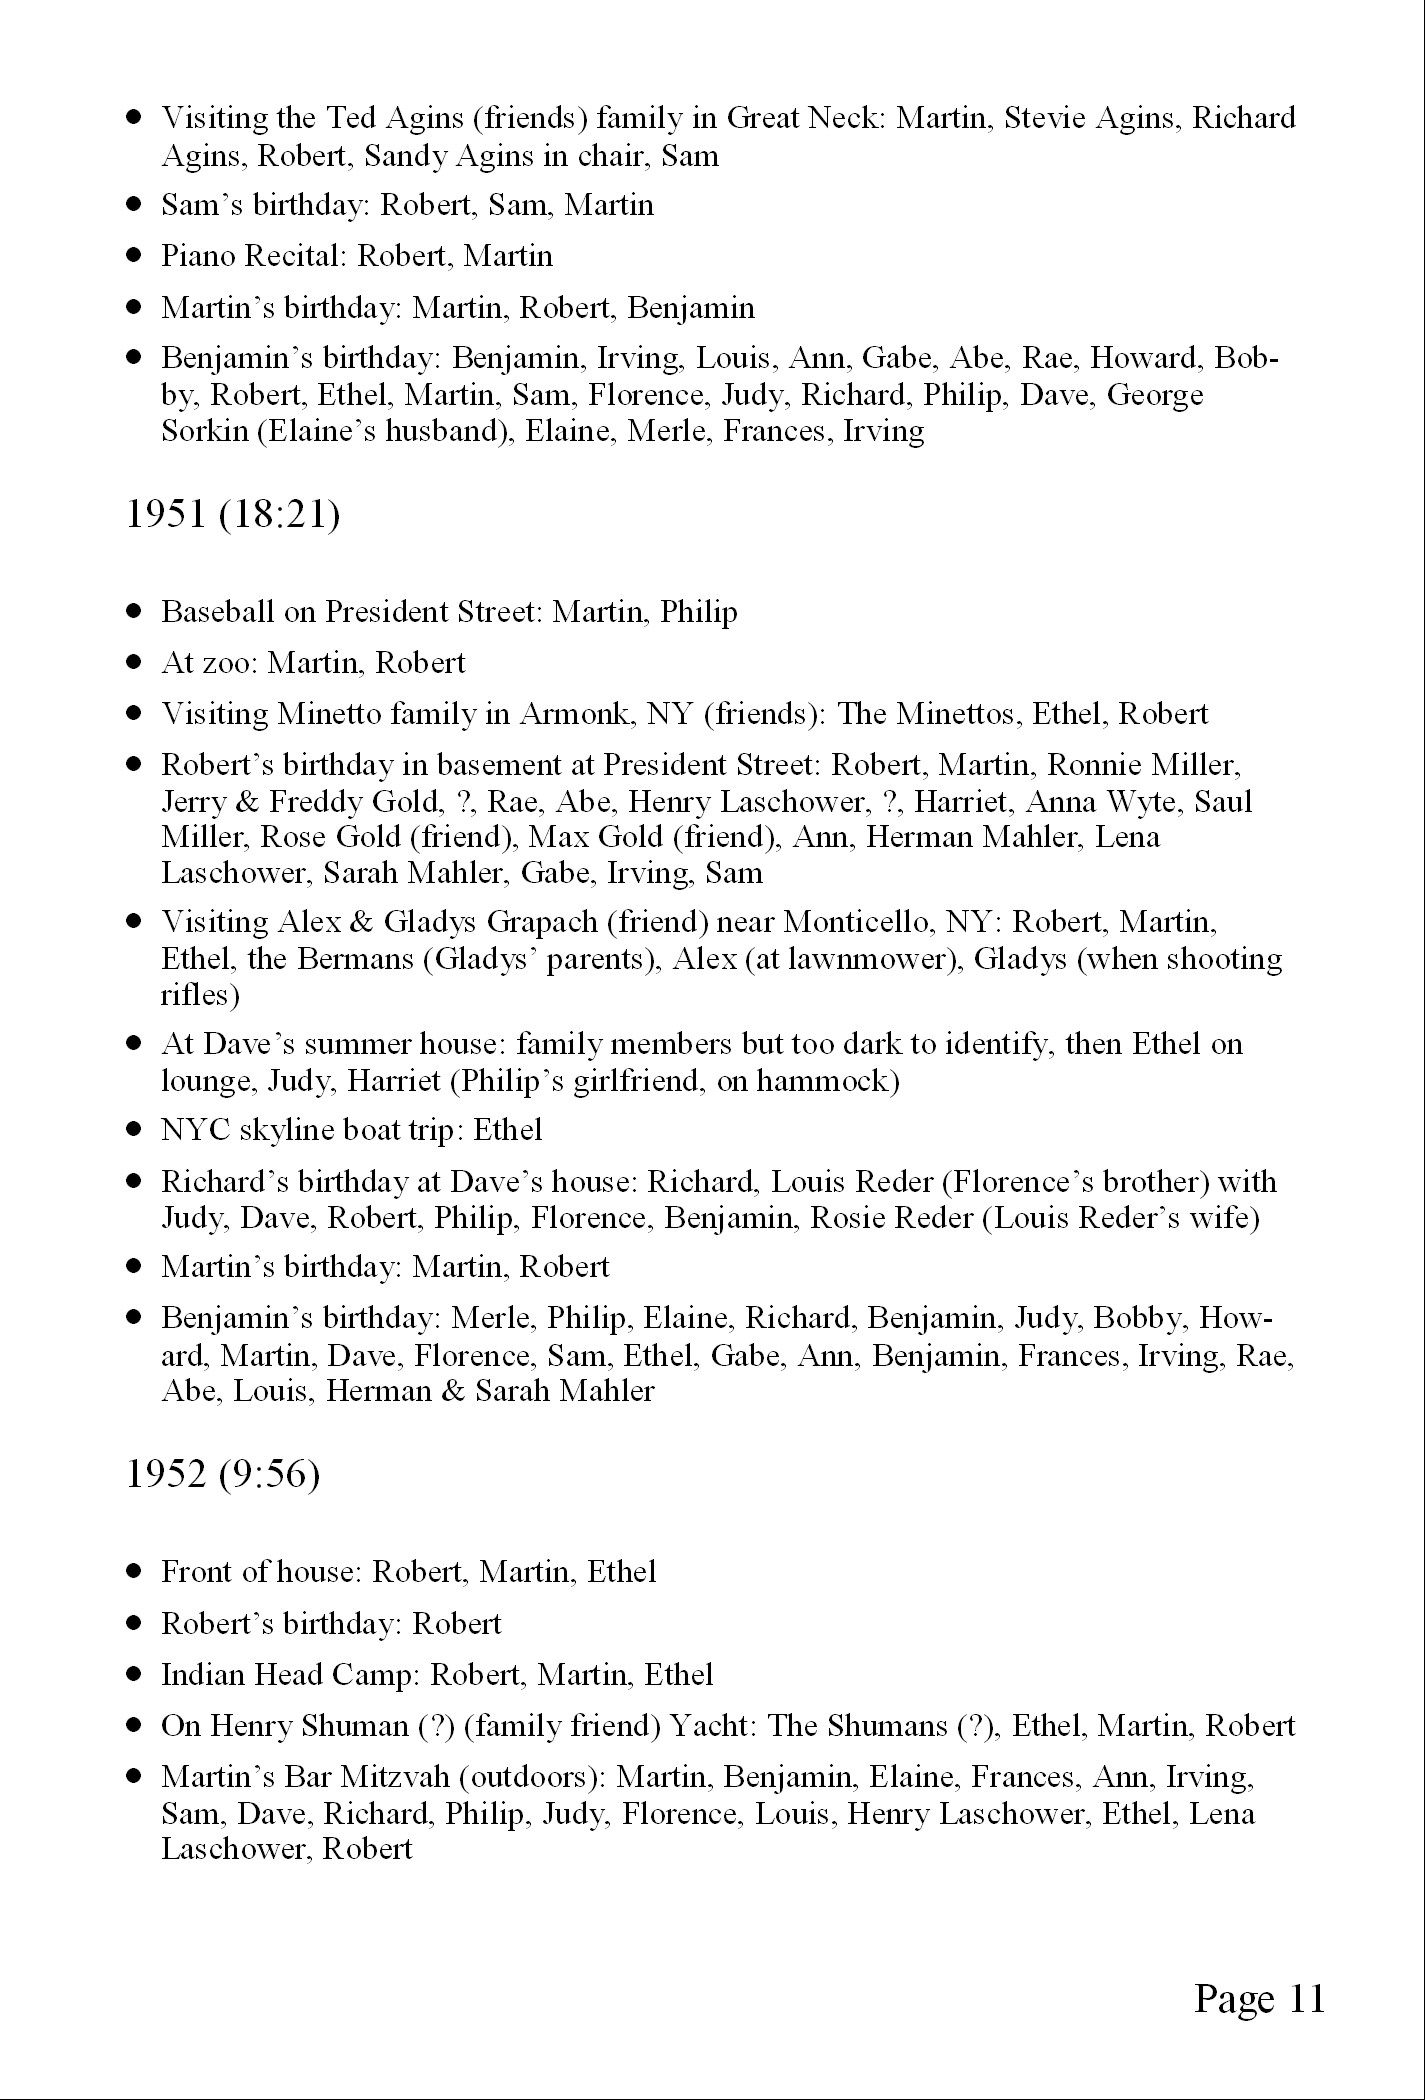 ● Visiting the Ted Agins (friends) family in Great Neck: Martin, Stevie Agins, Richard
Agins, Robert, Sandy Agins in chair, Sam
● Sam’s birthday: Robert, Sam, Martin
● Piano Recital: Robert, Martin
● Martin’s birthday: Martin, Robert, Benjamin
● Benjamin’s birthday: Benjamin, Irving, Louis, Ann, Gabe, Abe, Rae, Howard, Bob-
by, Robert, Ethel, Martin, Sam, Florence, Judy, Richard, Philip, Dave, George
Sorkin (Elaine’s husband), Elaine, Merle, Frances, Irving
1951 (18:21)
● Baseball on President Street: Martin, Philip
● At zoo: Martin, Robert
● Visiting Minetto family in Armonk, NY (friends): The Minettos, Ethel, Robert
● Robert’s birthday in basement at President Street: Robert, Martin, Ronnie Miller,
Jerry & Freddy Gold, ?, Rae, Abe, Henry Laschower, ?, Harriet, Anna Wyte, Saul
Miller, Rose Gold (friend), Max Gold (friend), Ann, Herman Mahler, Lena
Laschower, Sarah Mahler, Gabe, Irving, Sam
● Visiting Alex & Gladys Grapach (friend) near Monticello, NY: Robert, Martin,
Ethel, the Bermans (Gladys’ parents), Alex (at lawnmower), Gladys (when shooting
rifles)
● At Dave’s summer house: family members but too dark to identify, then Ethel on
lounge, Judy, Harriet (Philip’s girlfriend, on hammock)
● NYC skyline boat trip: Ethel
● Richard’s birthday at Dave’s house: Richard, Louis Reder (Florence’s brother) with
Judy, Dave, Robert, Philip, Florence, Benjamin, Rosie Reder (Louis Reder’s wife)
● Martin’s birthday: Martin, Robert
● Benjamin’s birthday: Merle, Philip, Elaine, Richard, Benjamin, Judy, Bobby, How-
ard, Martin, Dave, Florence, Sam, Ethel, Gabe, Ann, Benjamin, Frances, Irving, Rae,
Abe, Louis, Herman & Sarah Mahler
1952 (9:56)
● Front of house: Robert, Martin, Ethel
● Robert’s birthday: Robert
● Indian Head Camp: Robert, Martin, Ethel
● On Henry Shuman (?) (family friend) Yacht: The Shumans (?), Ethel, Martin, Robert
● Martin’s Bar Mitzvah (outdoors): Martin, Benjamin, Elaine, Frances, Ann, Irving,
Sam, Dave, Richard, Philip, Judy, Florence, Louis, Henry Laschower, Ethel, Lena
Laschower, Robert
Page 11